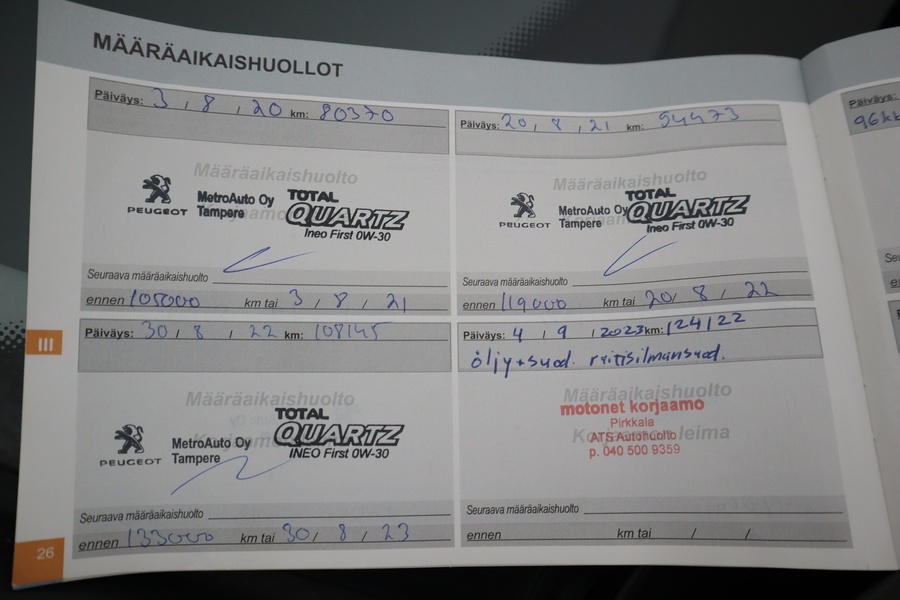 MÄÄRÄAIKAISHUOLLOT
Päiväys: 3 / 8 / 20 km: 80370
Määräaikaishuolto
PEUGEOT
MetroAuto Oy
Tampere
TOTAL
QUARTZ
Ineo First 0W-30
Seuraava määräaikaishuolto
ennen 105000 km tai 3 / 8 / 21
Päiväys: 20 / 8 / 21 km: 94473
Määräaikaishuolto
PEUGEOT
MetroAuto Oy
Tampere
TOTAL
QUARTZ
Ineo First 0W-30
Seuraava määräaikaishuolto
ennen 119000 km tai 20/ 8 / 22
Päiväys: 30 / 8 / 22 km: 108145
Määräaikaishuolto
PEUGEOT
MetroAuto Oy
Tampere
TOTAL
QUARTZ
INEO First 0W-30
Seuraava määräaikaishuolto
ennen 133000 km tai 30/ 8 / 23
Päiväys: 4 / 9 / 2023 km: 124122
öljy+suod. raitisilmansuod.
Määräaikaishuolto
motonet korjaamo
Pirkkala
Korjaamon leima
ATS Autohuolto
p. 040 500 9359
Seuraava määräaikaishuolto
ennen km tai / /
III
26
Päiväys: